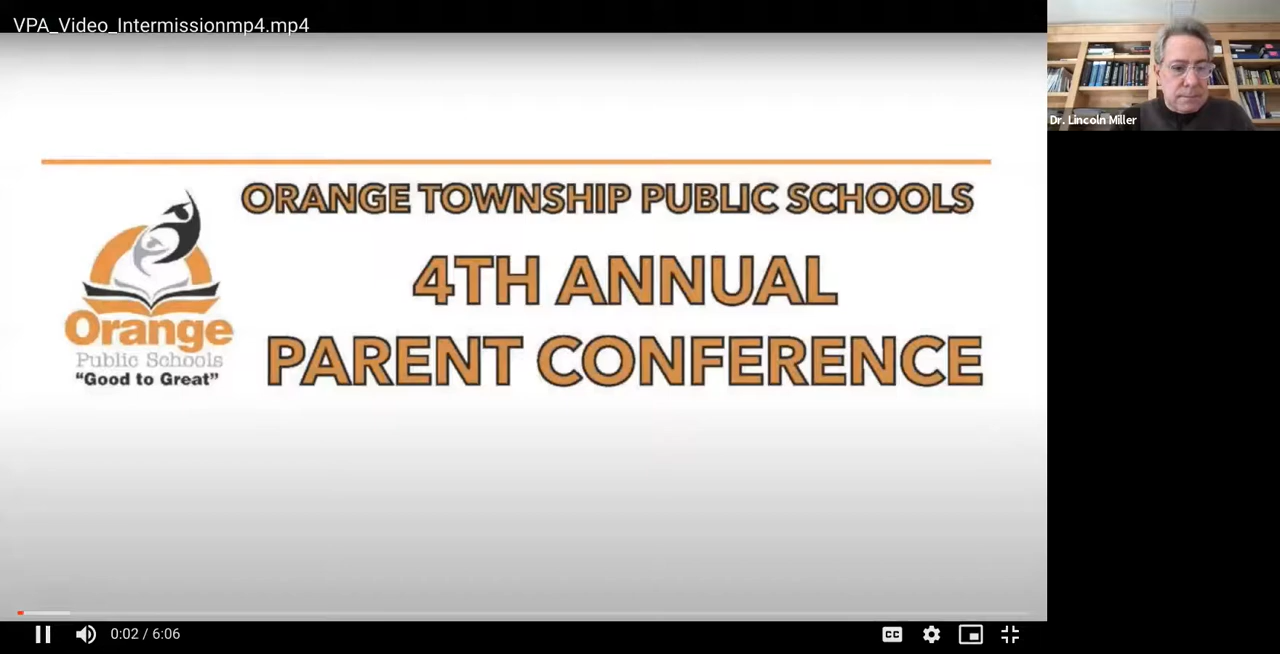 VPA_Video_Intermissionmp4.mp4
Dr. Lincoln Miller
ORANGE TOWNSHIP PUBLIC SCHOOLS
4TH ANNUAL
PARENT CONFERENCE
Orange
Public Schools
"Good to Great"
0:02 / 6:06
CC